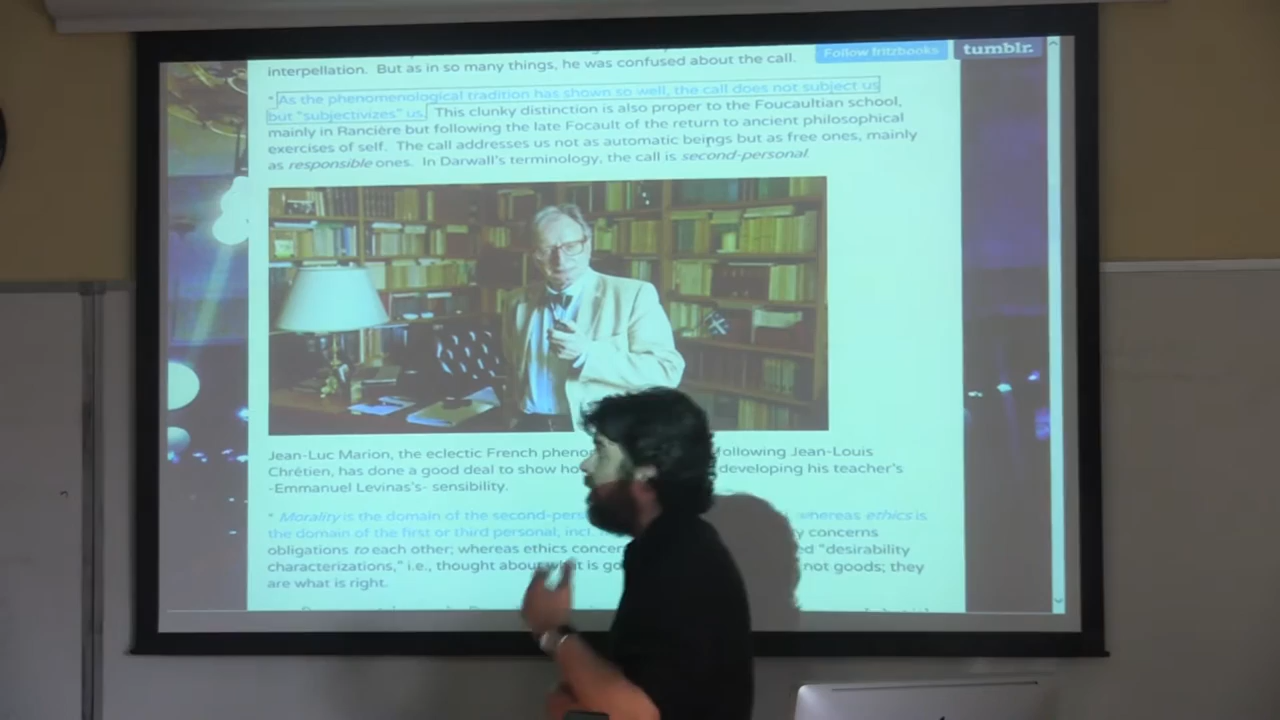 Follow fritzbooks
tumblr.
interpellation. But as in so many things, he was confused about the call.
* As the phenomenological tradition has shown so well, the call does not subject us
but "subjectivizes" us. This clunky distinction is also proper to the Foucaultian school,
mainly in Rancière but following the late Focault of the return to ancient philosophical
exercises of self. The call addresses us not as automatic beings but as free ones, mainly
as responsible ones. In Darwall's terminology, the call is second-personal.
Jean-Luc Marion, the eclectic French following Jean-Louis
Chrétien, has done a good deal to show developing his teacher's
-Emmanuel Levinas's- sensibility.
* Morality is the domain of the whereas ethics is
the domain of the first or third personal, concerns
obligations to each other; whereas ethics "desirability
characterizations," i.e., thought about what is not goods; they
are what is right.